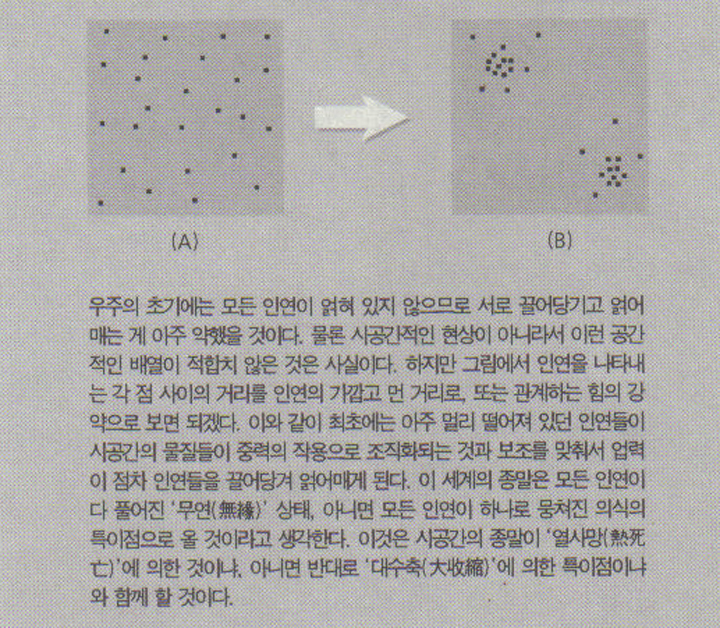 (A)
(B)
우주의 초기에는 모든 인연이 얽혀 있지 않으므로 서로 끌어당기고 얽어
매는 게 아주 약했을 것이다. 물론 시공간적인 현상이 아니라서 이런 공간
적인 배열이 적합치 않은 것은 사실이다. 하지만 그림에서 인연을 나타내
는 각 점 사이의 거리를 인연의 가깝고 먼 거리로, 또는 관계하는 힘의 강
약으로 보면 되겠다. 이와 같이 최초에는 아주 멀리 떨어져 있던 인연들이
시공간의 물질들이 중력의 작용으로 조직화되는 것과 보조를 맞춰서 업력
이 점차 인연들을 끌어당겨 얽어매게 된다. 이 세계의 종말은 모든 인연이
다 풀어진 ‘무연(無緣)’ 상태, 아니면 모든 인연이 하나로 뭉쳐진 의식의
특이점으로 올 것이라고 생각한다. 이것은 시공간의 종말이 ‘열사망(熱死
亡)’에 의한 것이냐, 아니면 반대로 ‘대수축(大收縮)’에 의한 특이점이냐
와 함께 할 것이다.